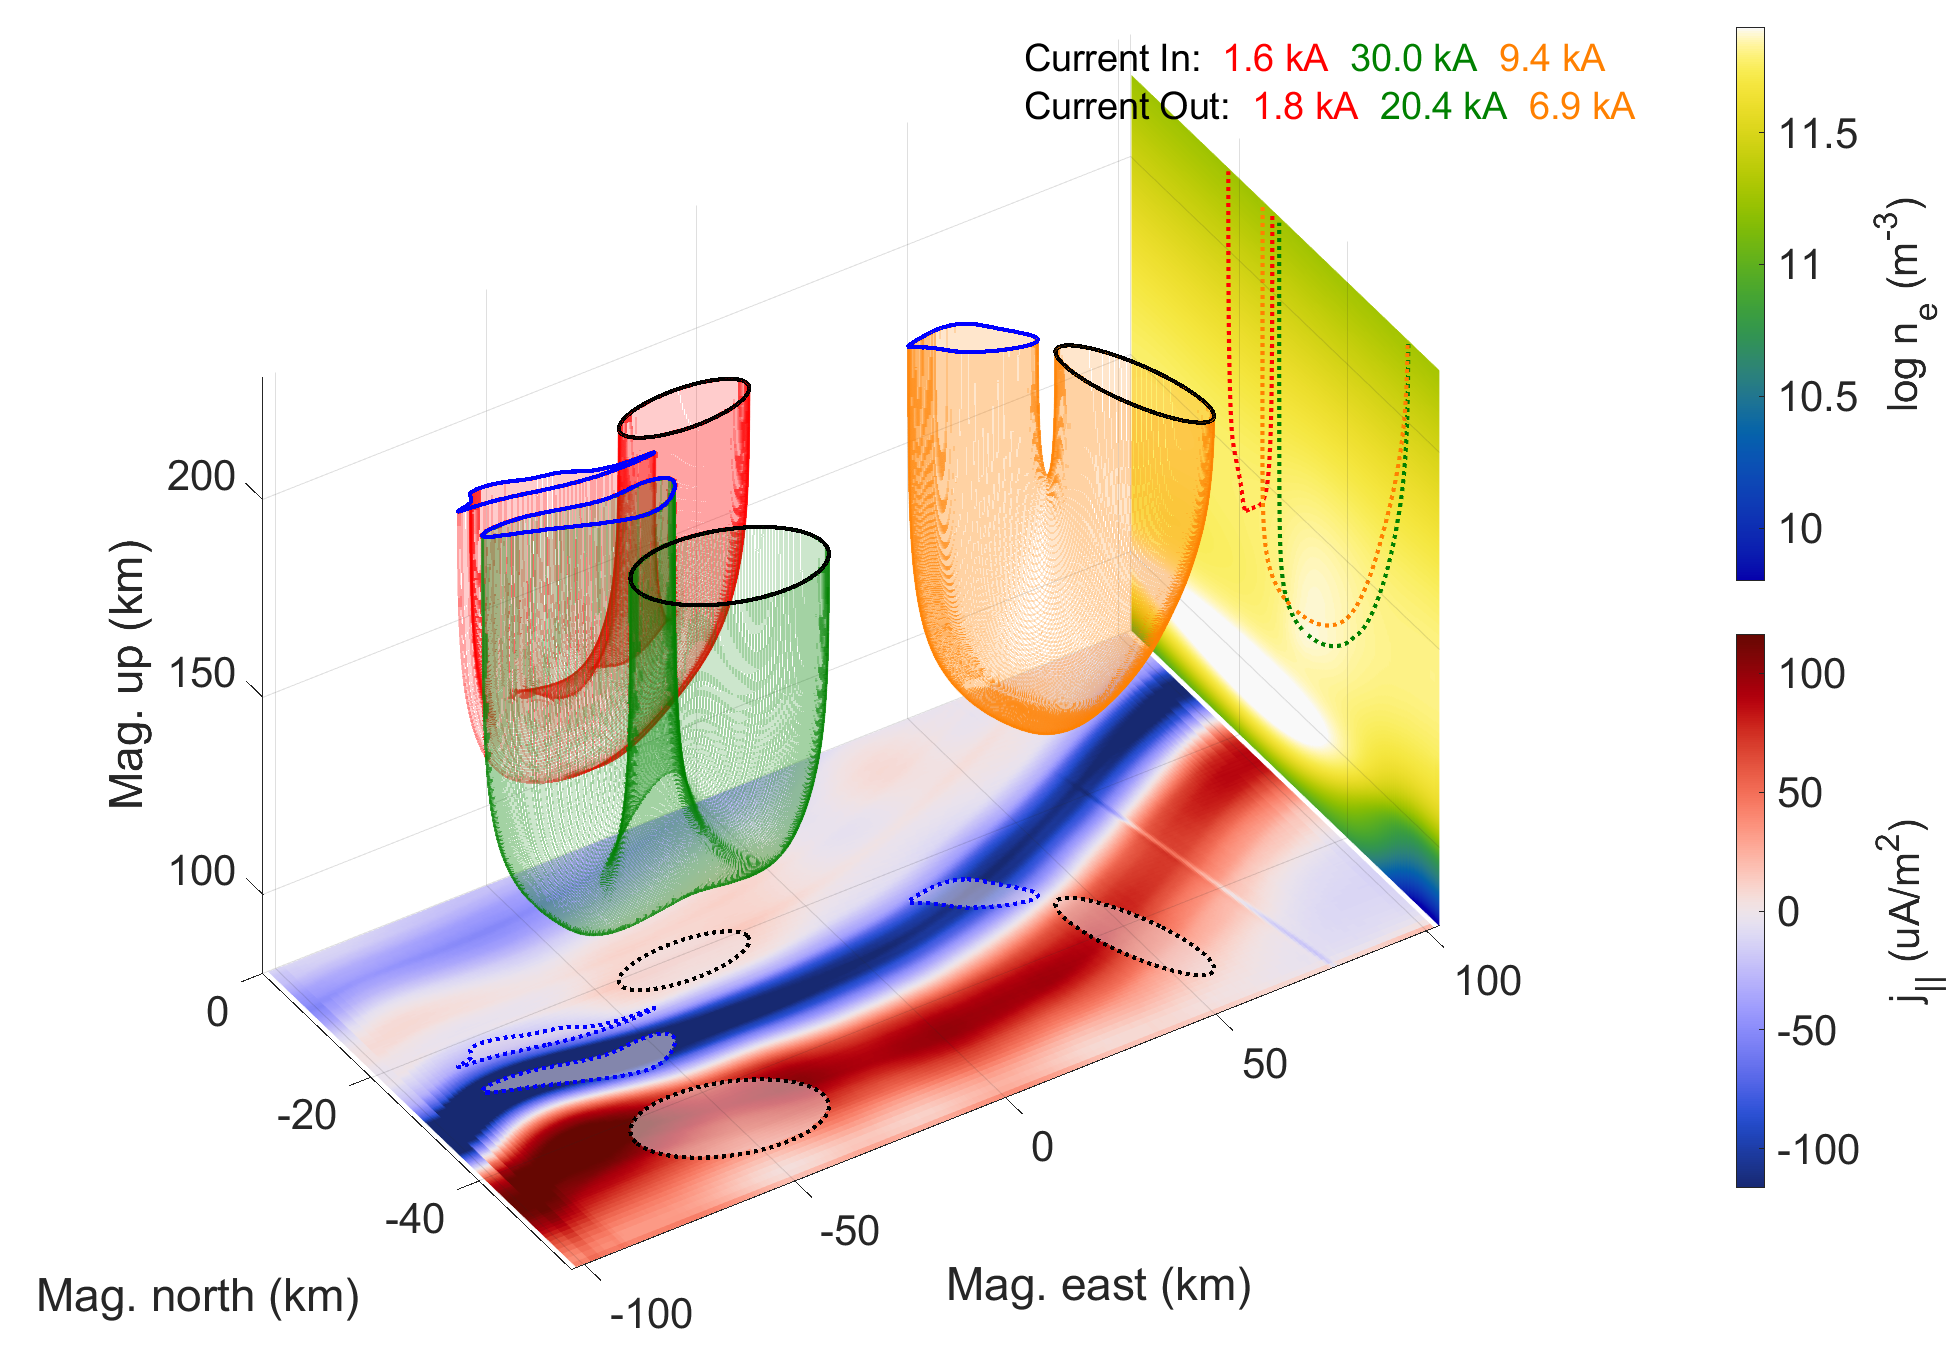 Current In: 1.6 kA 30.0 kA 9.4 kA
Current Out: 1.8 kA 20.4 kA 6.9 kA
11.5
11
10.5
10
log n_e (m^-3)
100
50
0
-50
-100
j_|| (uA/m^2)
200
150
100
Mag. up (km)
0
-20
-40
Mag. north (km)
-100
-50
0
50
100
Mag. east (km)